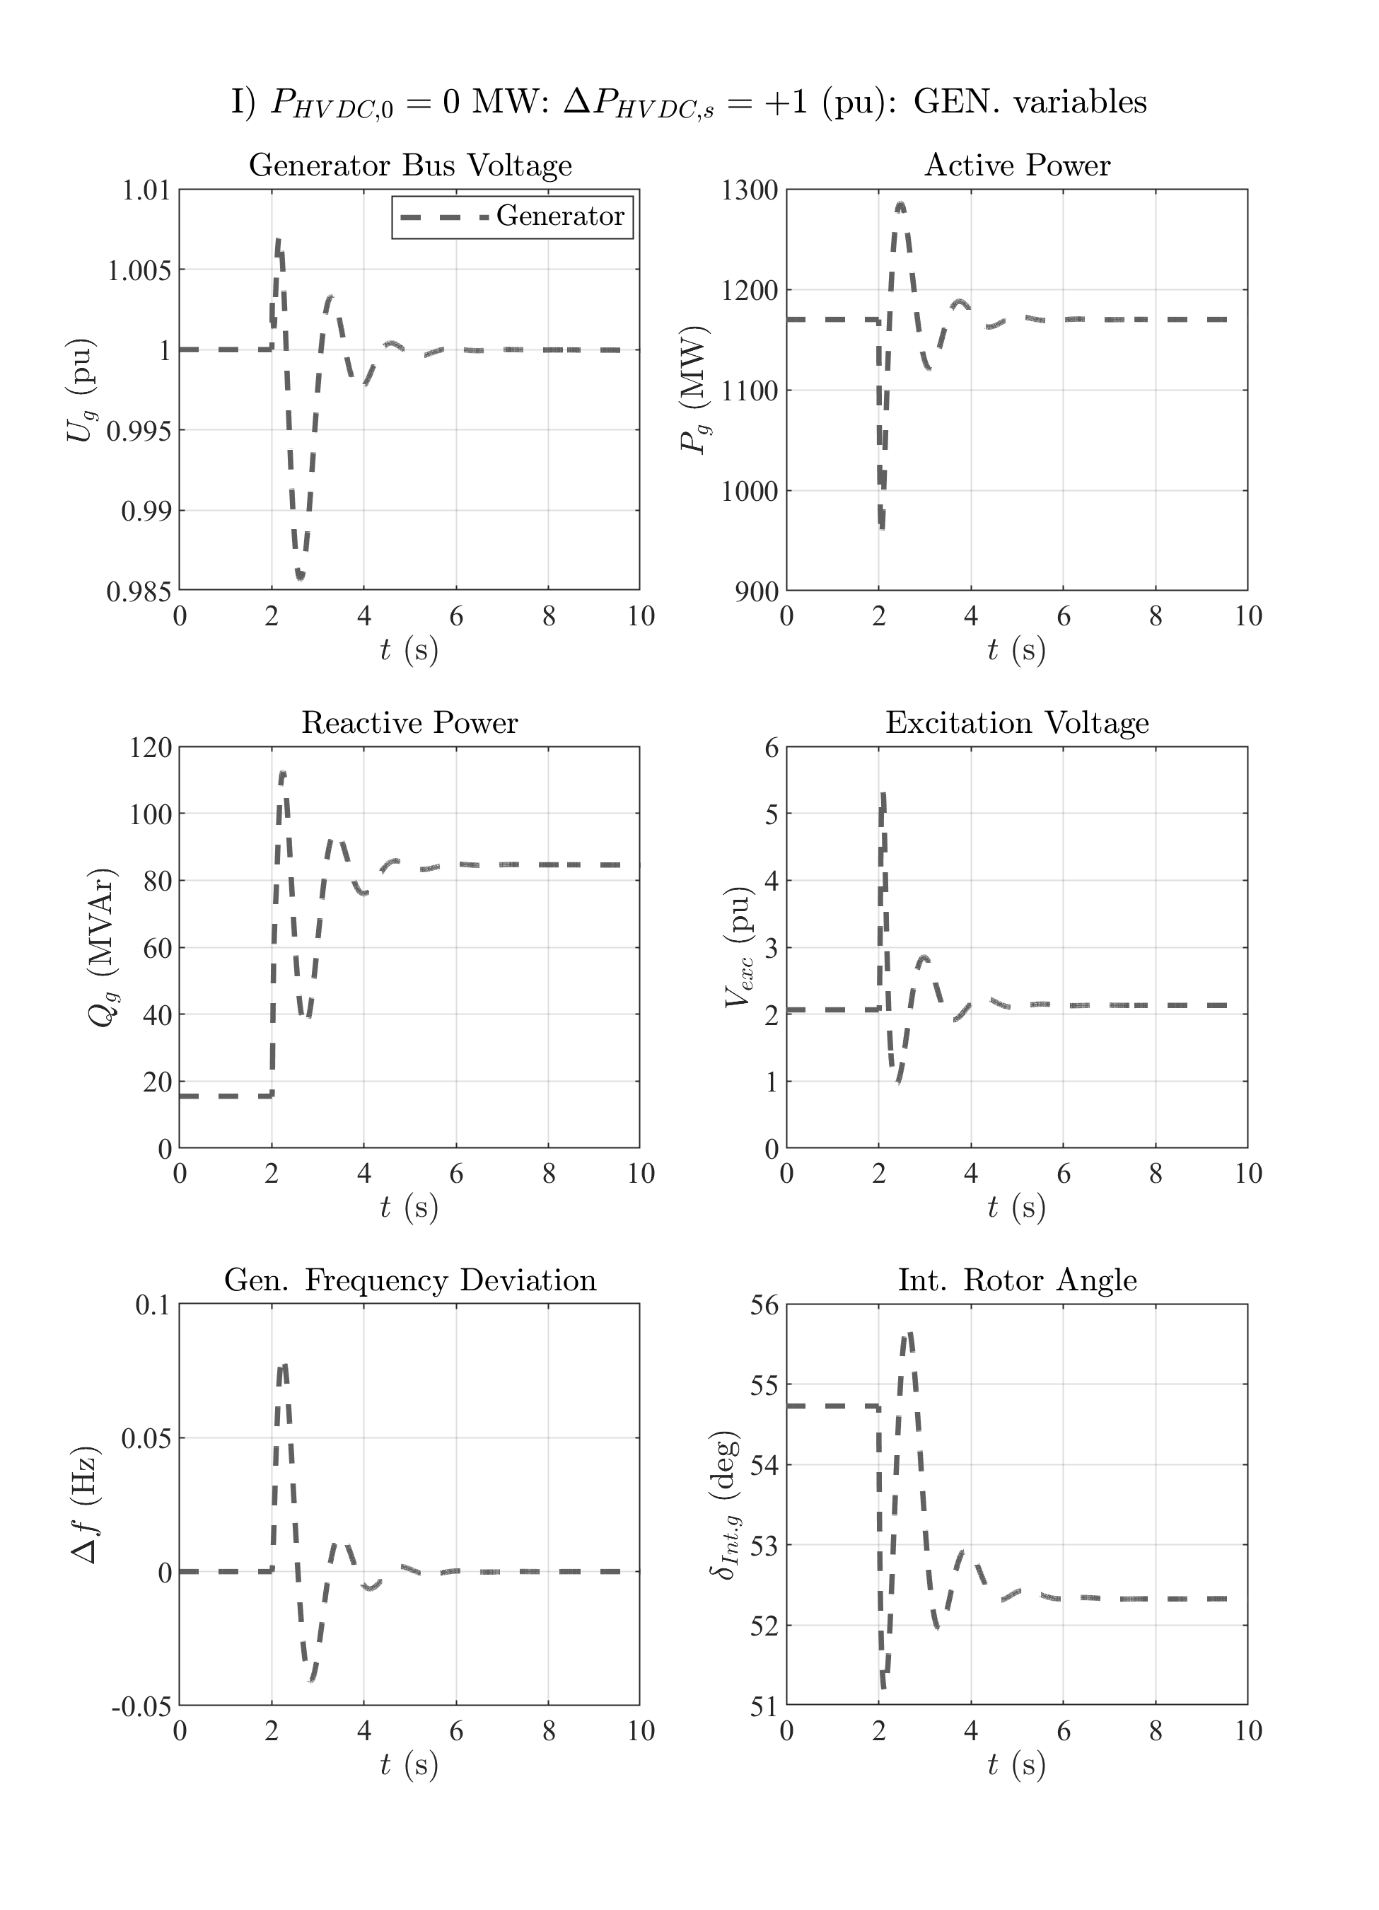 I) P_{HVDC,0} = 0 MW: ΔP_{HVDC,s} = +1 (pu): GEN. variables
Generator Bus Voltage
1.01
1.005
1
0.995
0.99
0.985
U_g (pu)
Generator
0 2 4 6 8 10
t (s)
Active Power
1300
1200
1100
1000
900
P_g (MW)
0 2 4 6 8 10
t (s)
Reactive Power
120
100
80
60
40
20
0
Q_g (MVAr)
0 2 4 6 8 10
t (s)
Excitation Voltage
6
5
4
3
2
1
0
V_{exc} (pu)
0 2 4 6 8 10
t (s)
Gen. Frequency Deviation
0.1
0.05
0
-0.05
Δf (Hz)
0 2 4 6 8 10
t (s)
Int. Rotor Angle
56
55
54
53
52
51
δ_{Int.g} (deg)
0 2 4 6 8 10
t (s)